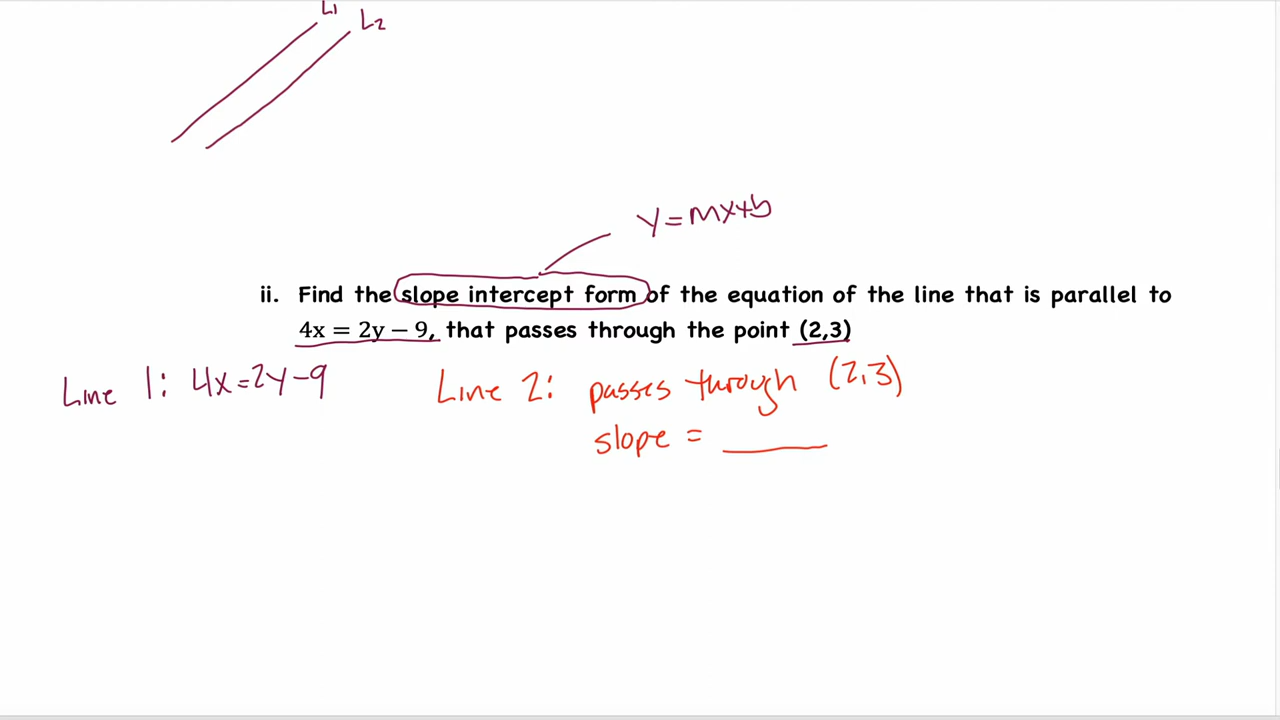 L1
L2
y=mx+b
ii. Find the slope intercept form of the equation of the line that is parallel to
4x = 2y – 9, that passes through the point (2,3)
Line 1: 4x=2y-9
Line 2: passes through (2,3)
slope = ______